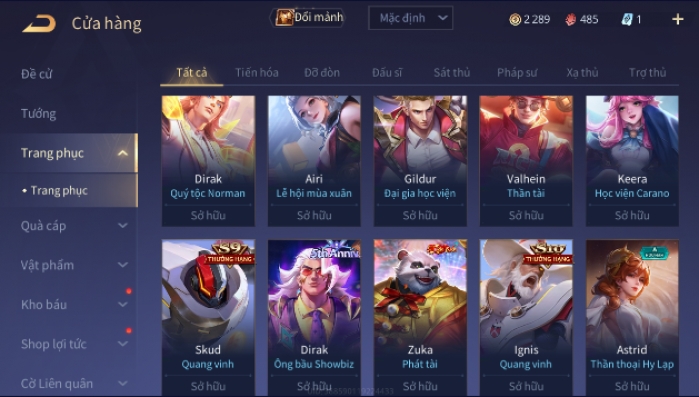 Cửa hàng
Đổi mảnh
Mặc định
2 289
485
1
Đề cử
Tướng
Trang phục
• Trang phục
Quà cáp
Vật phẩm
Kho báu
Shop lợi tức
Cờ Liên quân
Tất cả
Tiến hóa
Đỡ đòn
Đấu sĩ
Sát thủ
Pháp sư
Xạ thủ
Trợ thủ
Dirak
Quý tộc Norman
Sở hữu
Airi
Lễ hội mùa xuân
Sở hữu
Gildur
Đại gia học viện
Sở hữu
Valhein
Thần tài
Sở hữu
Keera
Học viện Carano
Sở hữu
S9
THƯỞNG HẠNG
Skud
Quang vinh
Sở hữu
5th Anniv
Dirak
Ông bầu Showbiz
Sở hữu
Zuka
Phát tài
Sở hữu
S10
THƯỞNG HẠNG
Ignis
Quang vinh
Sở hữu
Astrid
Thần thoại Hy Lạp
Sở hữu